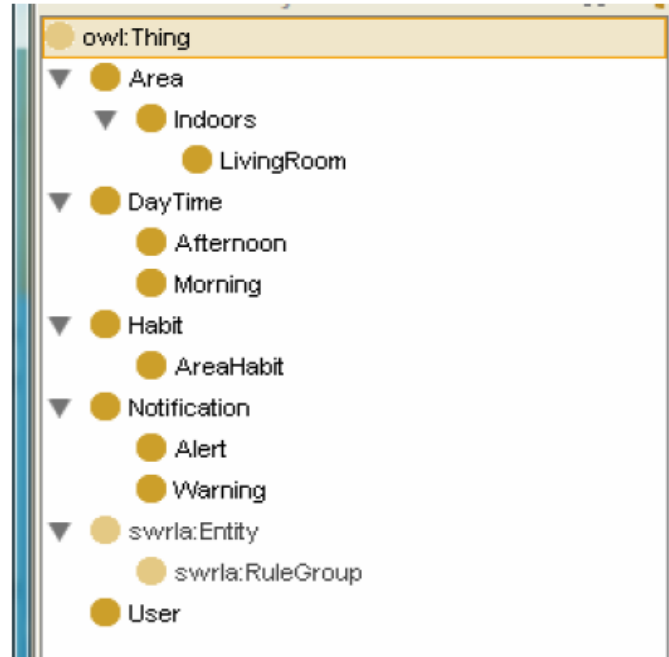 owl:Thing
Area
Indoors
LivingRoom
DayTime
Afternoon
Morning
Habit
AreaHabit
Notification
Alert
Warning
swrla:Entity
swrla:RuleGroup
User